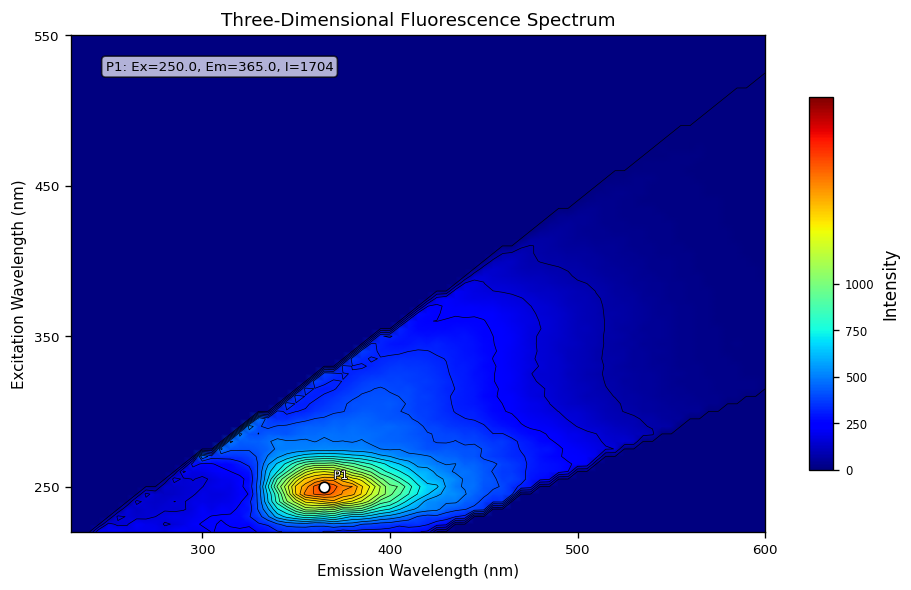 Three-Dimensional Fluorescence Spectrum
550
P1: Ex=250.0, Em=365.0, I=1704
450
350
250
P1
300
400
500
600
Emission Wavelength (nm)
Excitation Wavelength (nm)
1000
750
500
250
0
Intensity